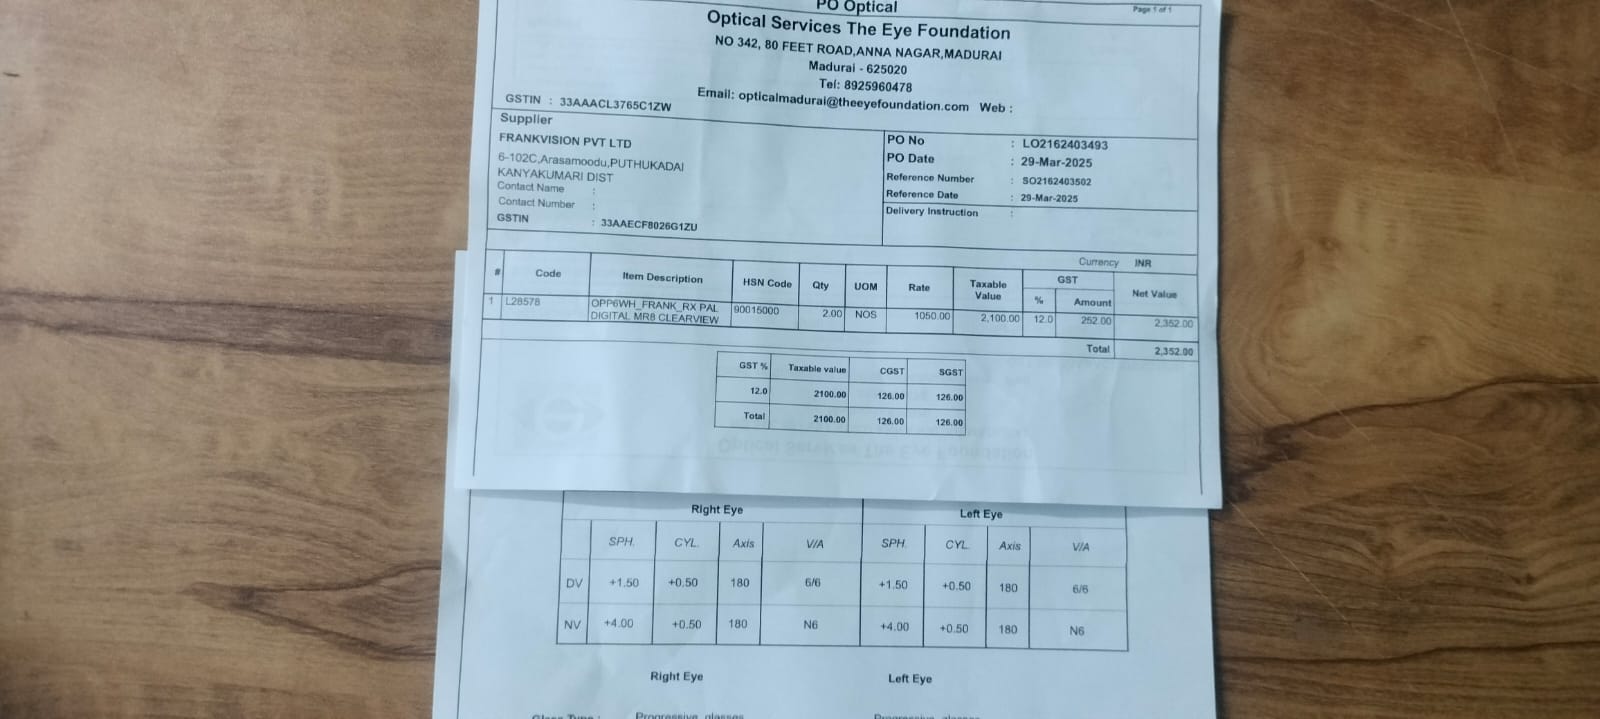 PO Optical
Page 1 of 1
Optical Services The Eye Foundation
NO 342, 80 FEET ROAD,ANNA NAGAR,MADURAI
Madurai - 625020
Tel: 8925960478
Email: opticalmadurai@theeyefoundation.com Web :
GSTIN : 33AAACL3765C1ZW
Supplier
FRANKVISION PVT LTD
6-102C,Arasamoodu,PUTHUKADAI
KANYAKUMARI DIST
Contact Name :
Contact Number :
GSTIN : 33AAECF8026G1ZU
PO No : LO2162403493
PO Date : 29-Mar-2025
Reference Number : SO2162403502
Reference Date : 29-Mar-2025
Delivery Instruction :
Currency INR
# Code Item Description HSN Code Qty UOM Rate Taxable Value GST % Amount Net Value
1 L28578 OPP6WH_FRANK_RX PAL 90015000 2.00 NOS 1050.00 2,100.00 12.0 252.00 2,352.00
DIGITAL MR8 CLEARVIEW
Total 2,352.00
GST % Taxable value CGST SGST
12.0 2100.00 126.00 126.00
Total 2100.00 126.00 126.00
Optical Services The Eye Foundation
Right Eye Left Eye
SPH. CYL. Axis V/A SPH. CYL. Axis V/A
DV +1.50 +0.50 180 6/6 +1.50 +0.50 180 6/6
NV +4.00 +0.50 180 N6 +4.00 +0.50 180 N6
Right Eye Left Eye
Glass Type : Progressive glasses Progressive glasses